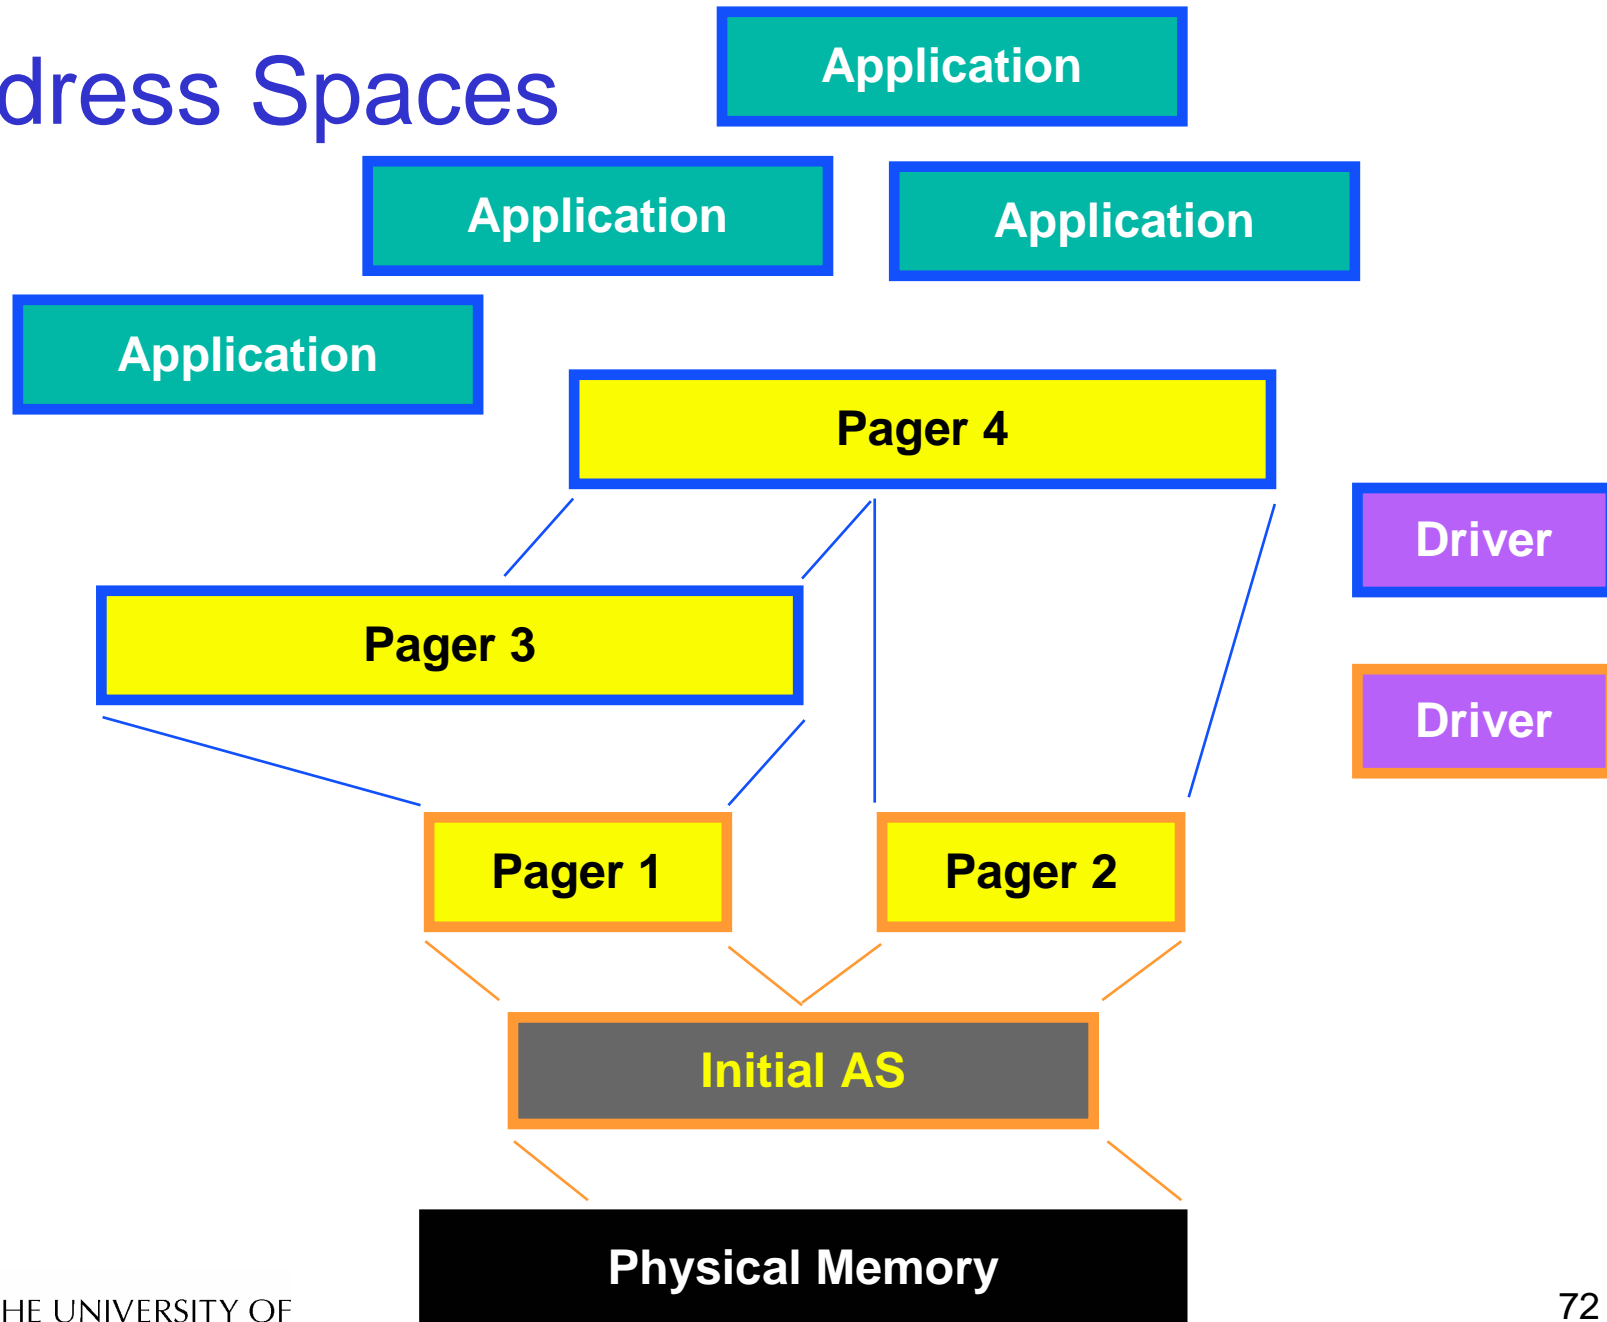 dress Spaces
Application
Application
Application
Application
Pager 4
Driver
Pager 3
Driver
Pager 1
Pager 2
Initial AS
Physical Memory
HE UNIVERSITY OF
72